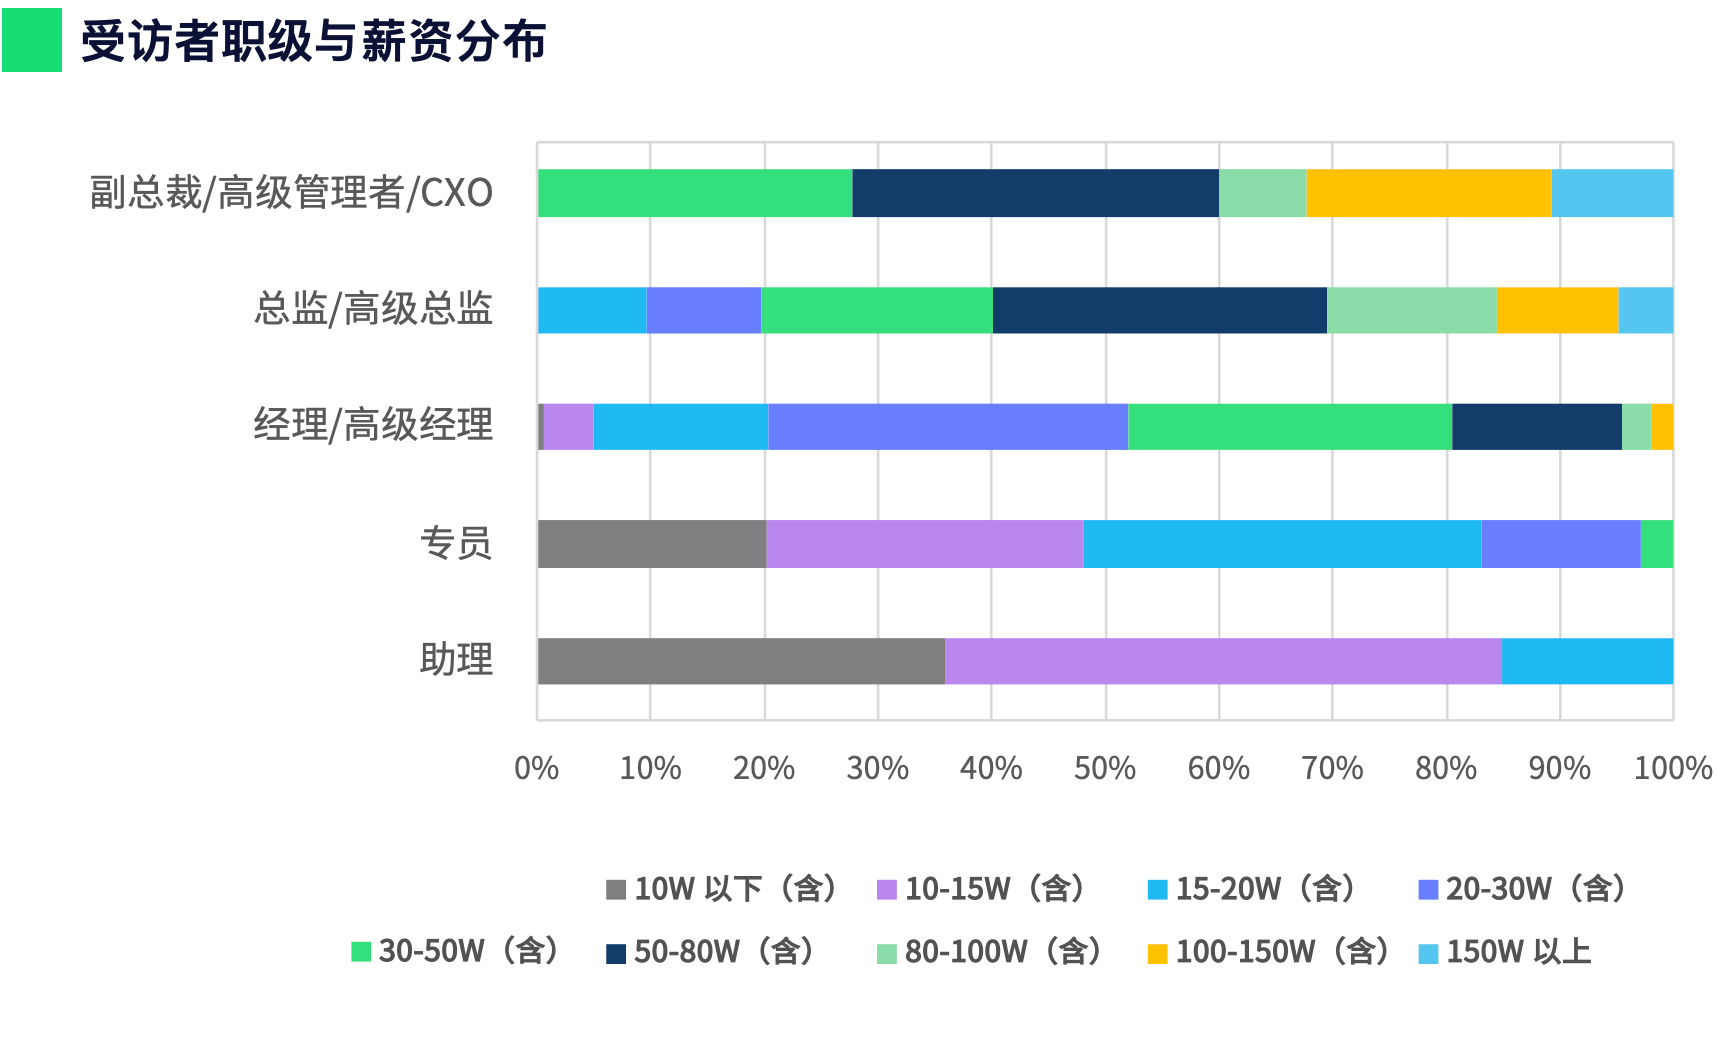 受访者职级与薪资分布
副总裁/高级管理者/CXO
总监/高级总监
经理/高级经理
专员
助理
0% 10% 20% 30% 40% 50% 60% 70% 80% 90% 100%
10W 以下（含） 10-15W（含） 15-20W（含） 20-30W（含）
30-50W（含） 50-80W（含） 80-100W（含） 100-150W（含） 150W 以上